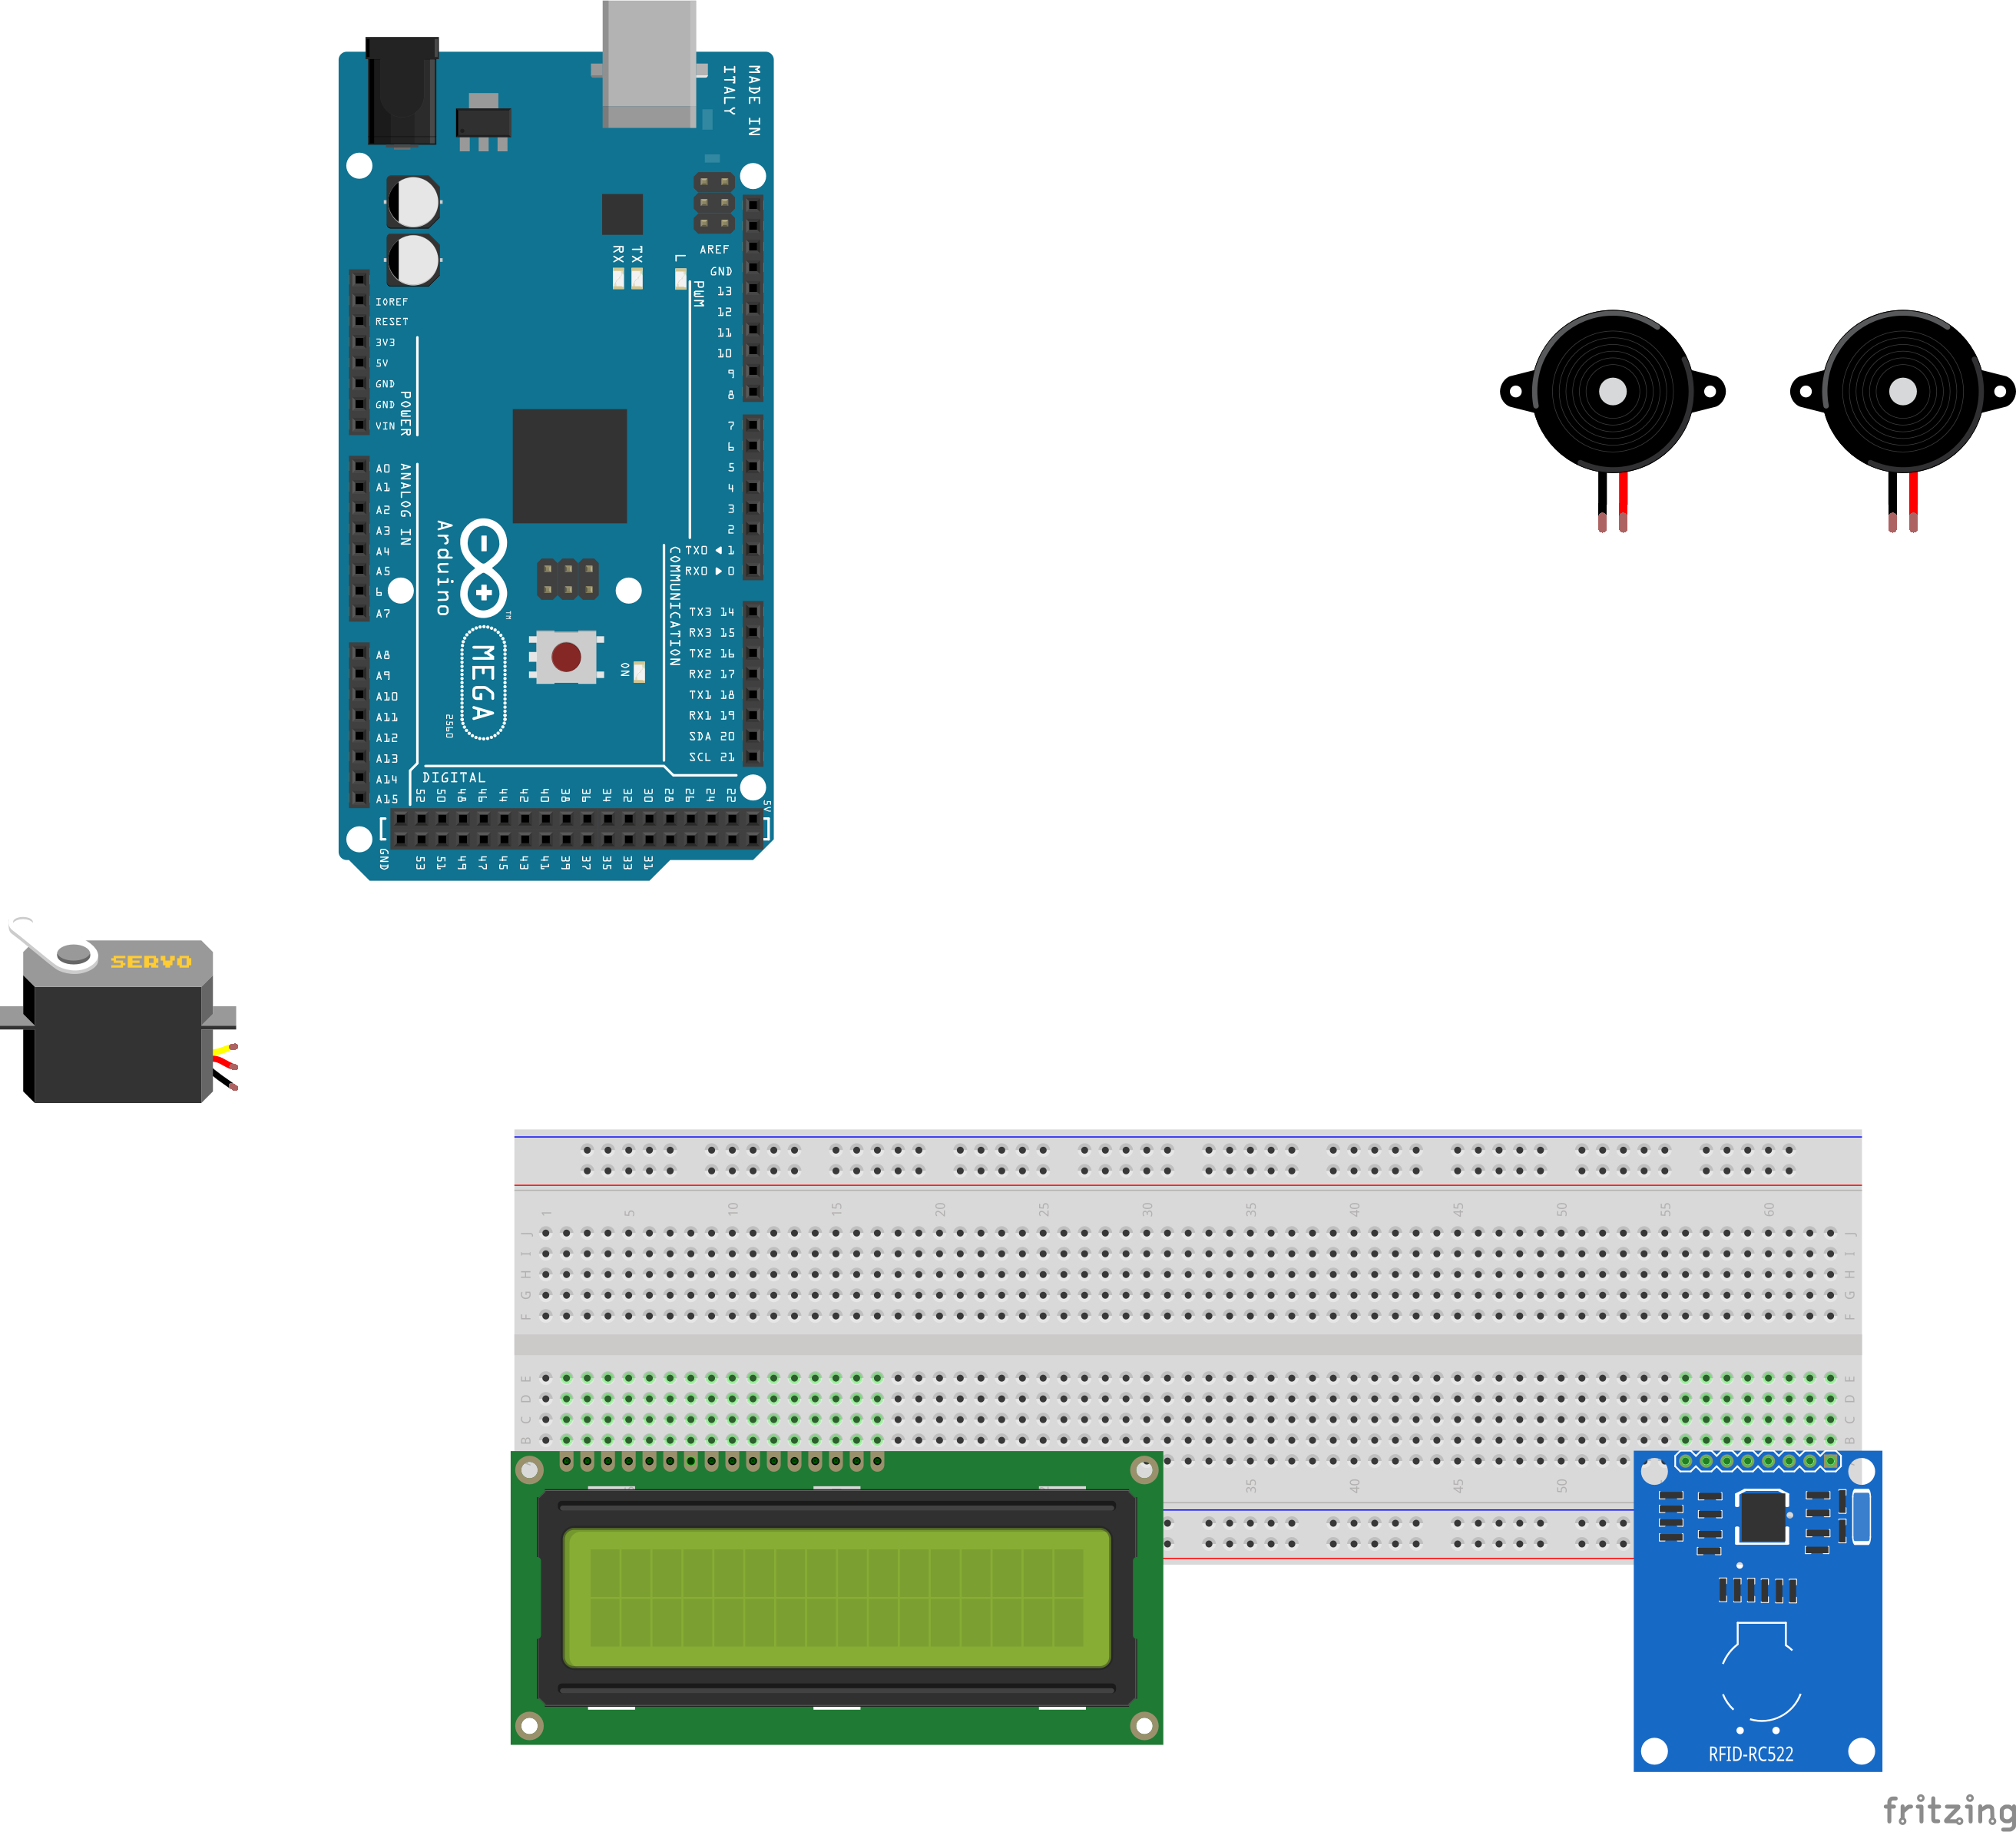 MADE IN
ITALY
RX
TX
L
PWM
AREF
GND
13
12
11
10
9
8
7
6
5
4
3
2
TX0 1
RX0 0
COMMUNICATION
TX3 14
RX3 15
TX2 16
RX2 17
TX1 18
RX1 19
SDA 20
SCL 21
IOREF
RESET
3V3
5V
GND
GND
VIN
POWER
ANALOG IN
A0
A1
A2
A3
A4
A5
6
A7
A8
A9
A10
A11
A12
A13
A14
A15
Arduino
TM
MEGA
2560
ON
DIGITAL
52 50 48 46 44 42 40 38 36 34 32 30 28 26 24 22 5V
GND 53 51 49 47 45 43 41 39 37 35 33 31
SERVO
1 5 10 15 20 25 30 35 40 45 50 55 60
J J
I I
H H
G G
F F
E E
D D
C C
B B
35 40 45 50
RFID-RC522
fritzing